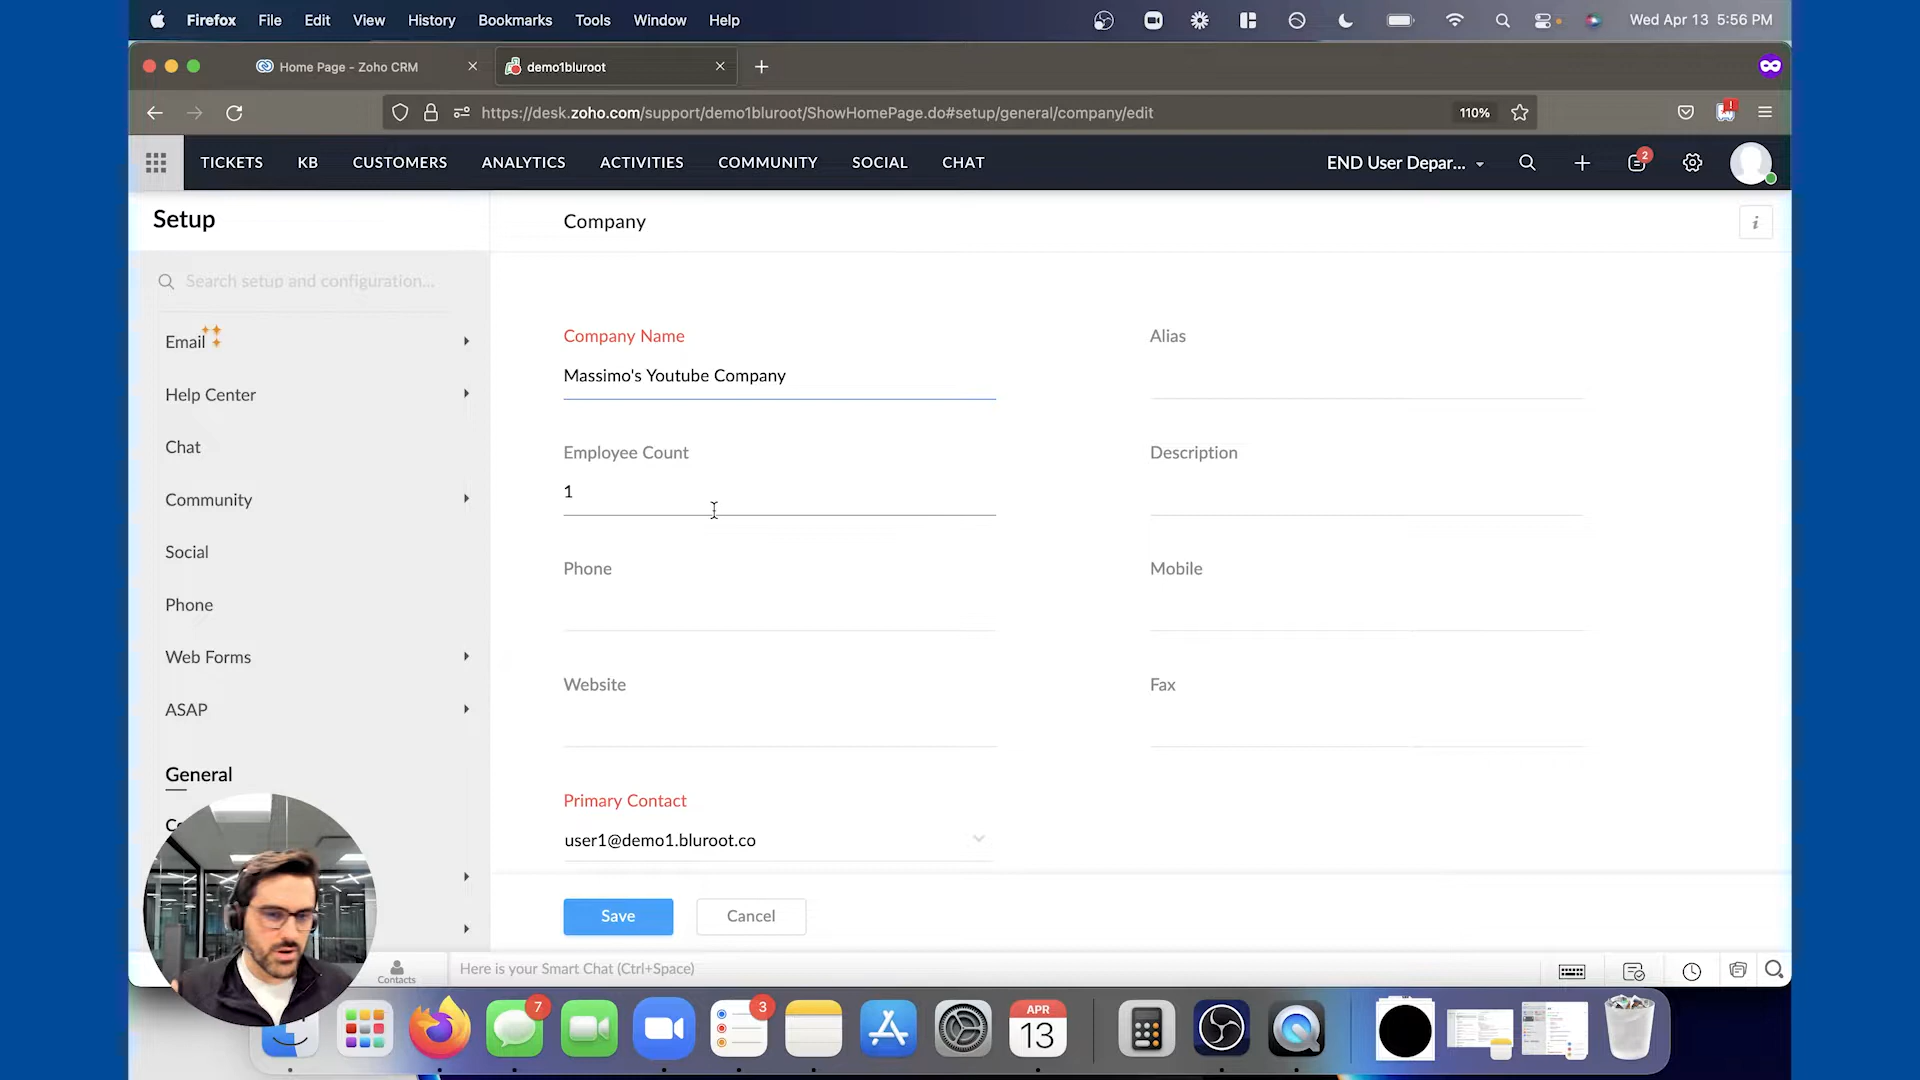 Firefox File Edit View History Bookmarks Tools Window Help Wed Apr 13 5:56 PM
Home Page - Zoho CRM demo1bluroot
https://desk.zoho.com/support/demo1bluroot/ShowHomePage.do#setup/general/company/edit 110%
TICKETS KB CUSTOMERS ANALYTICS ACTIVITIES COMMUNITY SOCIAL CHAT END User Depar... 2
Setup
Company
Search setup and configuration...
Email
Help Center
Chat
Community
Social
Phone
Web Forms
ASAP
General
Company Name
Massimo's Youtube Company
Alias
Employee Count
1
Description
Phone
Mobile
Website
Fax
Primary Contact
user1@demo1.bluroot.co
Save Cancel
Contacts
Here is your Smart Chat (Ctrl+Space)
7
3
APR
13